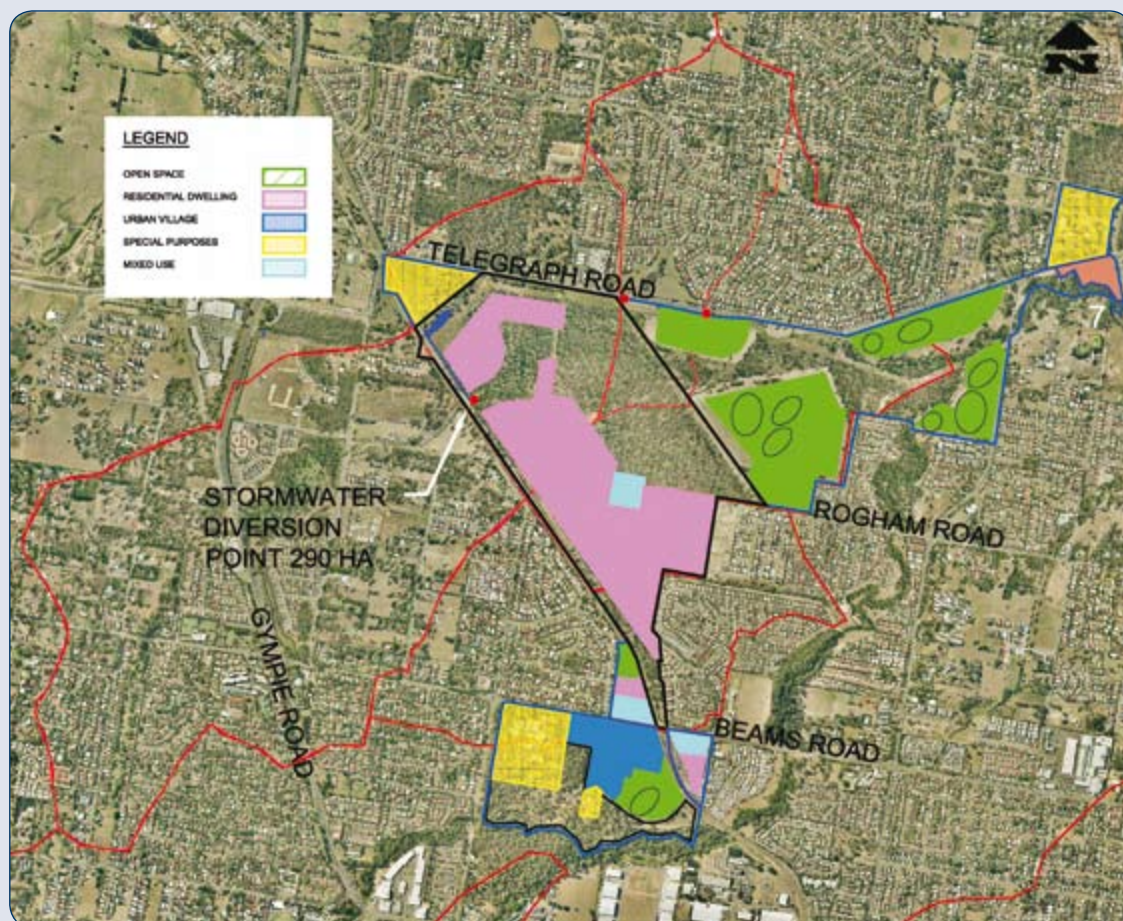 N
LEGEND
OPEN SPACE
RESIDENTIAL DWELLING
URBAN VILLAGE
SPECIAL PURPOSES
MIXED USE
TELEGRAPH ROAD
7
STORMWATER
DIVERSION
POINT 290 HA
ROGHAM ROAD
GYMPIE ROAD
BEAMS ROAD